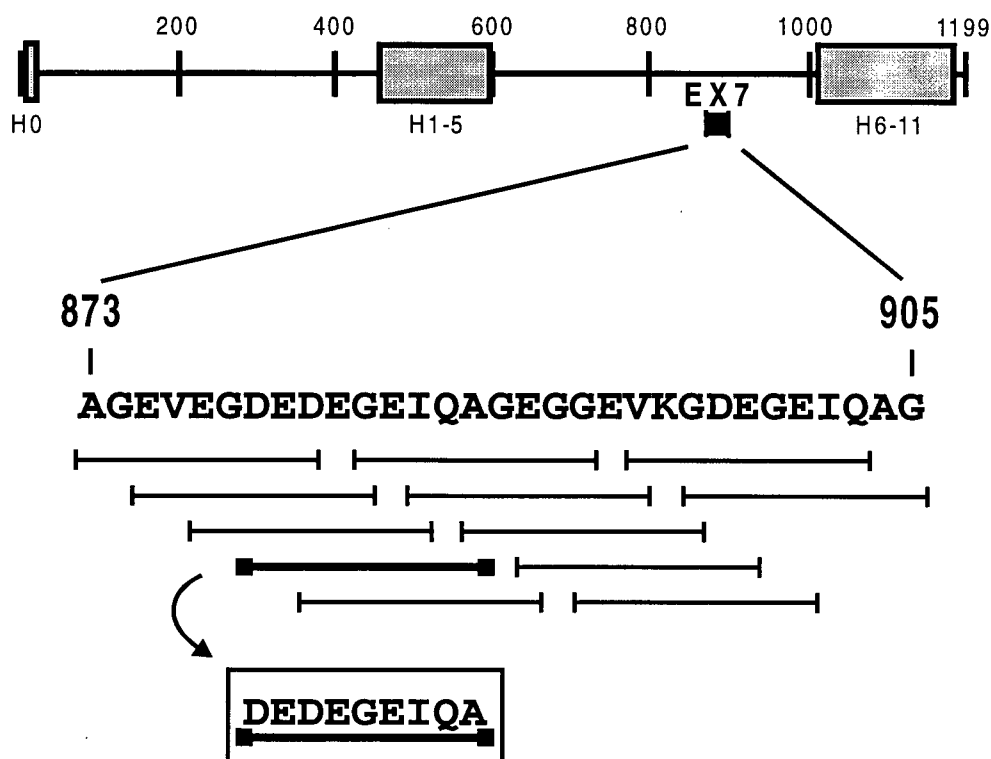 200 400 600 800 1000 1199
EX7
H0 H1-5 H6-11
873 905
AGEVEGDEDEGEIQAGEGGEVKGDEGEIQAG
DEDEGEIQA